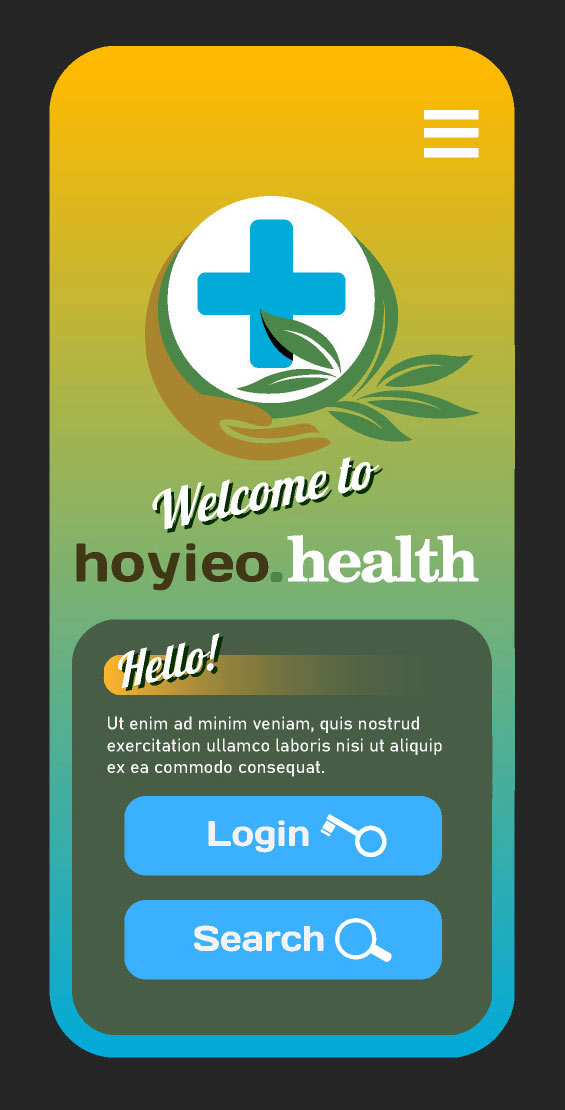 Welcome to
hoyieo.health
Hello!
Ut enim ad minim veniam, quis nostrud
exercitation ullamco laboris nisi ut aliquip
ex ea commodo consequat.
Login
Search